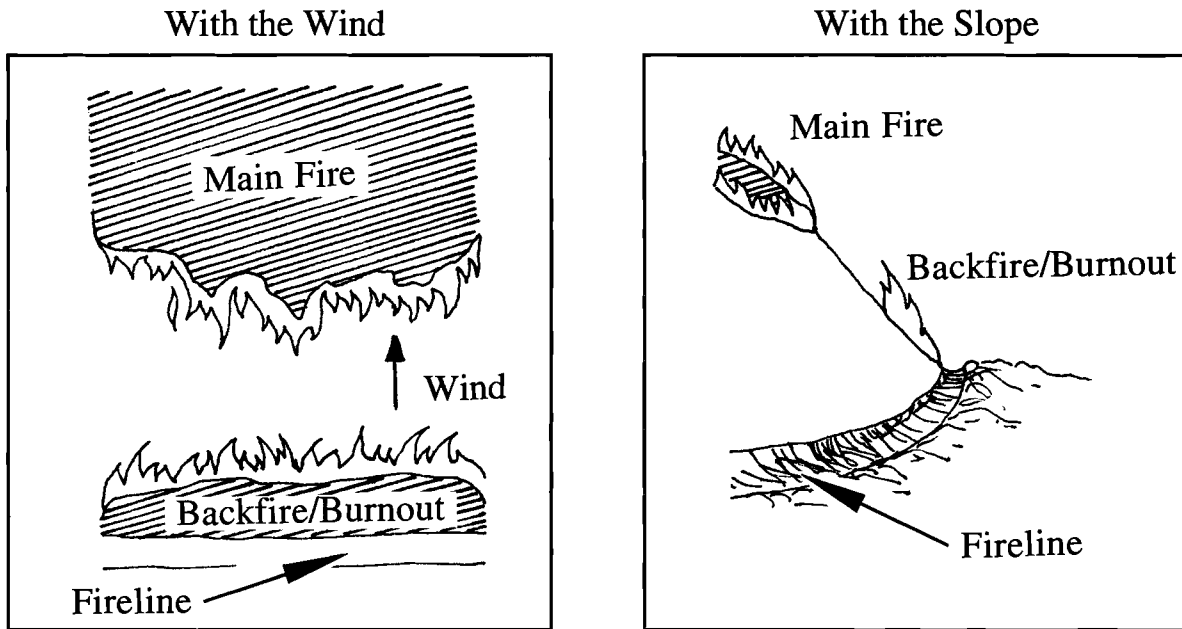 With the Wind
Main Fire
Wind
Backfire/Burnout
Fireline
With the Slope
Main Fire
Backfire/Burnout
Fireline